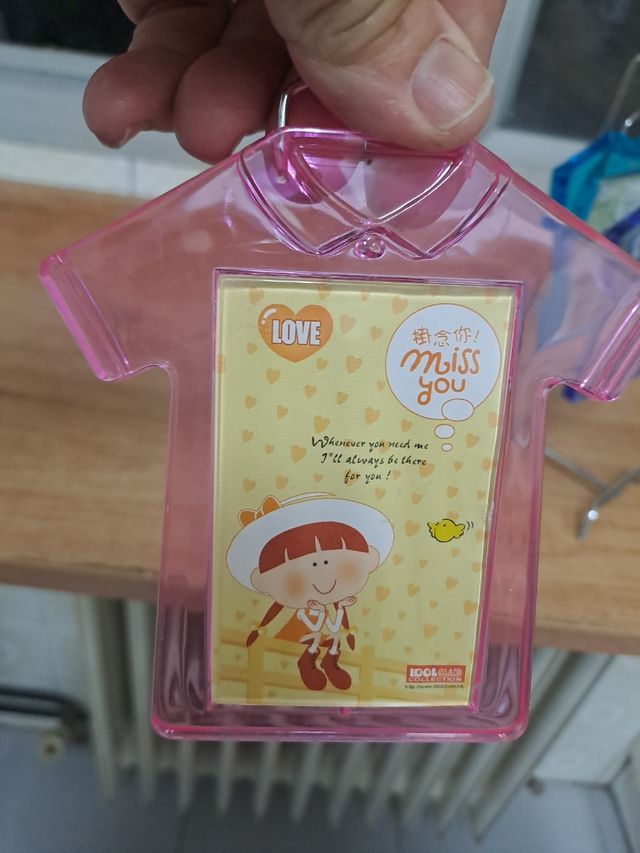 LOVE
掛念你!
miss
you
Whenever you need me
I"ll always be there
for you !
IDOL CLUB
COLLECTION